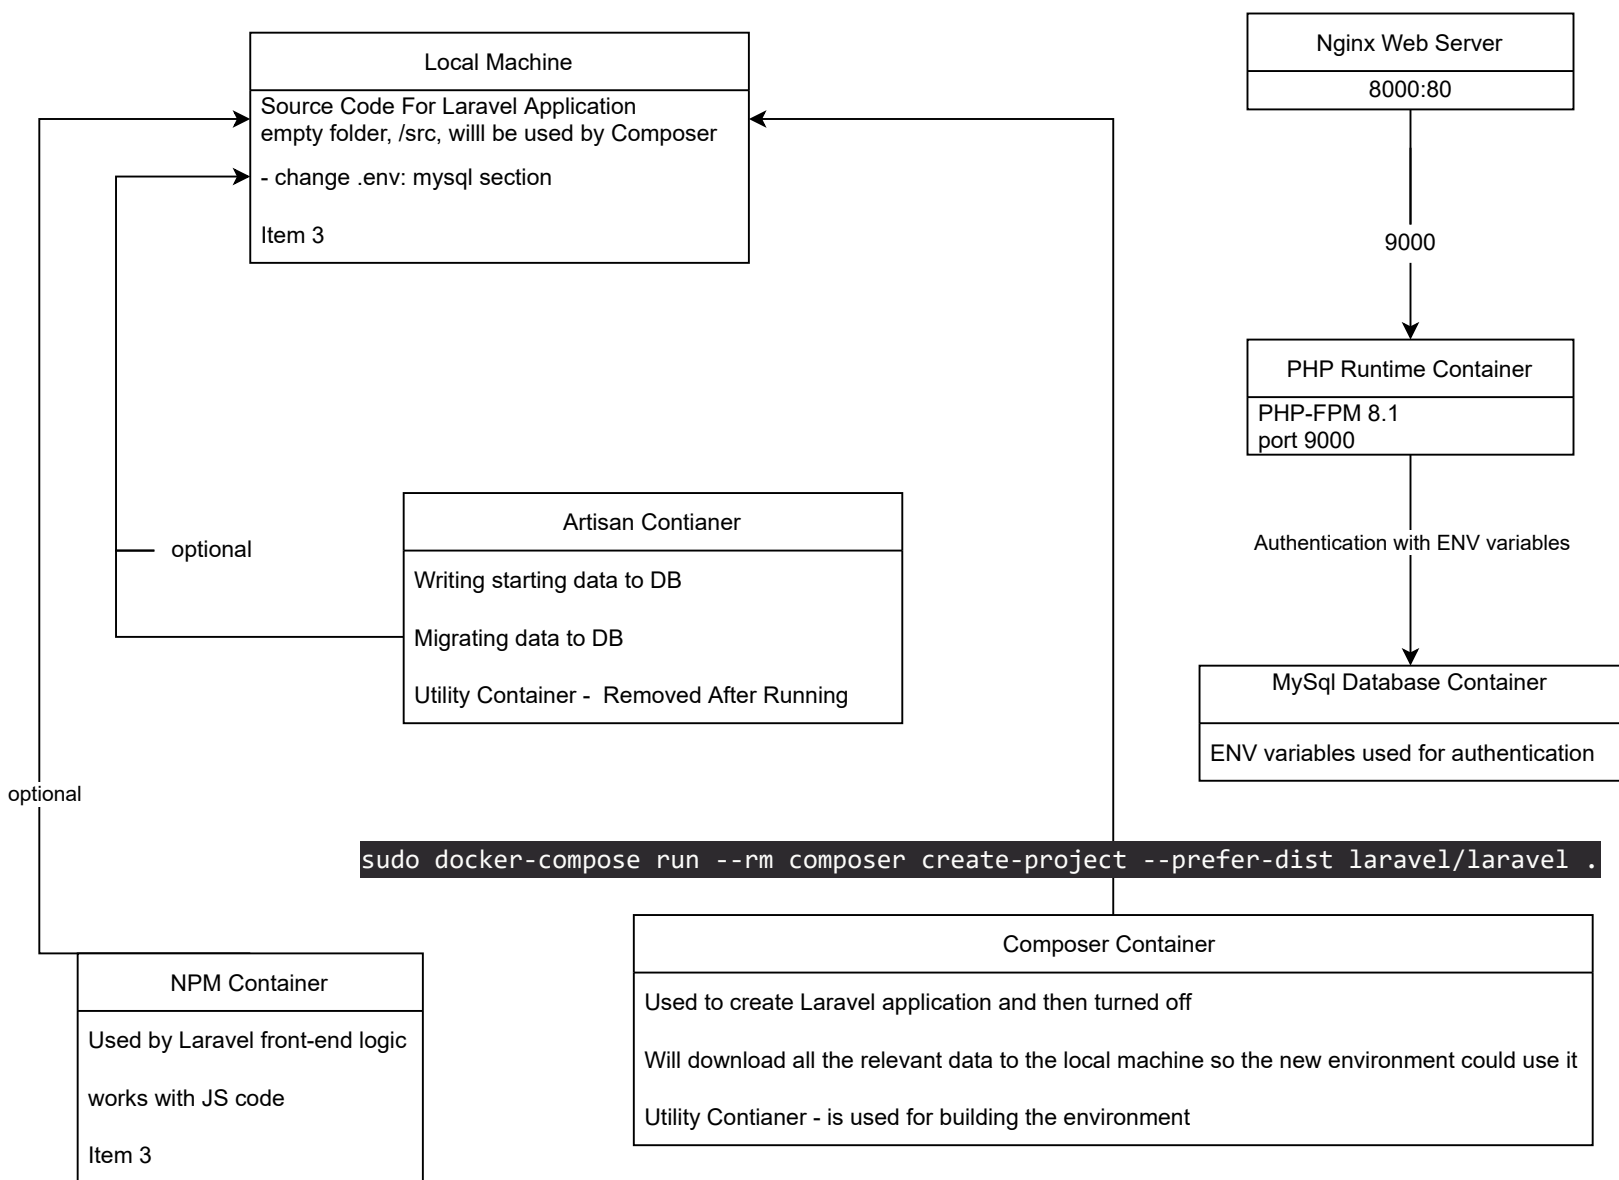 Local Machine
Source Code For Laravel Application
empty folder, /src, willl be used by Composer
- change .env: mysql section
Item 3
Nginx Web Server
8000:80
9000
PHP Runtime Container
PHP-FPM 8.1
port 9000
Authentication with ENV variables
MySql Database Container
ENV variables used for authentication
optional
Artisan Contianer
Writing starting data to DB
Migrating data to DB
Utility Container -  Removed After Running
optional
sudo docker-compose run --rm composer create-project --prefer-dist laravel/laravel .
NPM Container
Used by Laravel front-end logic
works with JS code
Item 3
Composer Container
Used to create Laravel application and then turned off
Will download all the relevant data to the local machine so the new environment could use it
Utility Contianer - is used for building the environment